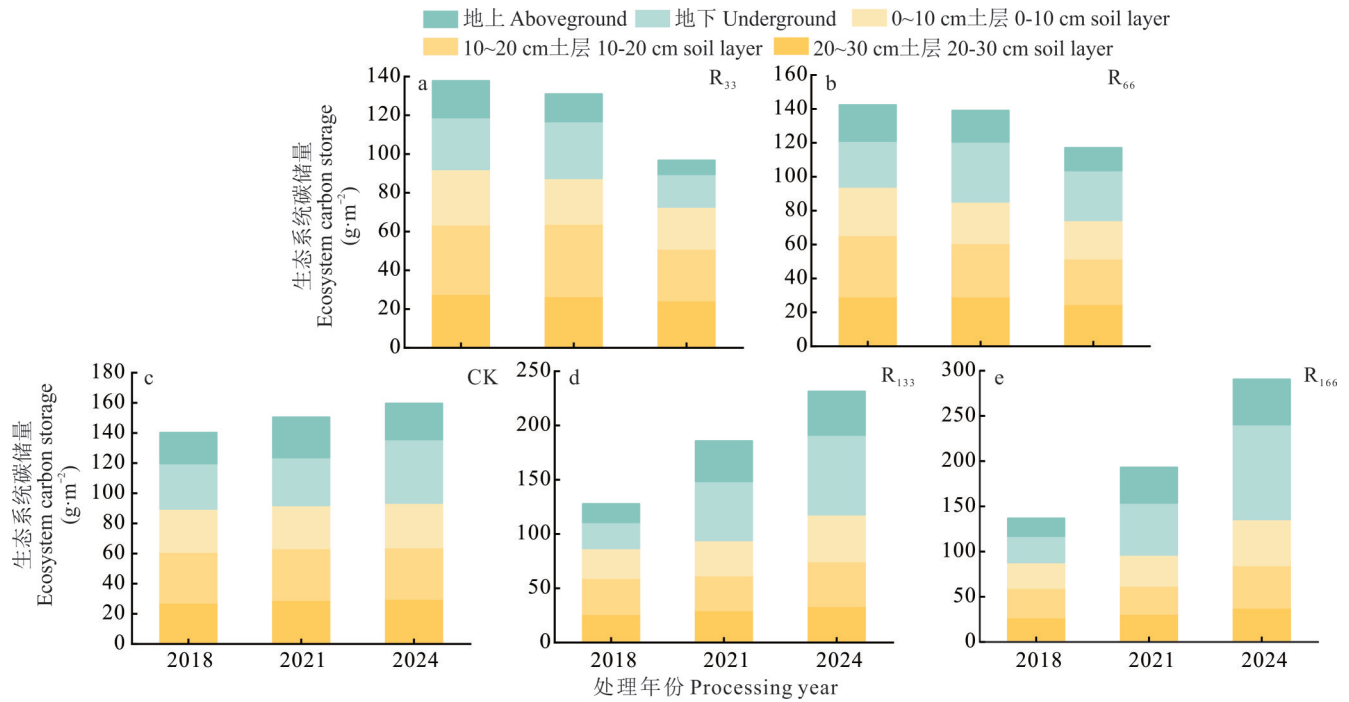 地上 Aboveground 地下 Underground 0~10 cm土层 0-10 cm soil layer
10~20 cm土层 10-20 cm soil layer 20~30 cm土层 20-30 cm soil layer
生态系统碳储量
Ecosystem carbon storage
(g·m⁻²)
a
R₃₃
140
120
100
80
60
40
20
0
b
R₆₆
160
140
120
100
80
60
40
20
0
生态系统碳储量
Ecosystem carbon storage
(g·m⁻²)
c
CK
180
160
140
120
100
80
60
40
20
0
2018 2021 2024
d
R₁₃₃
250
200
150
100
50
0
2018 2021 2024
e
R₁₆₆
300
250
200
150
100
50
0
2018 2021 2024
处理年份 Processing year